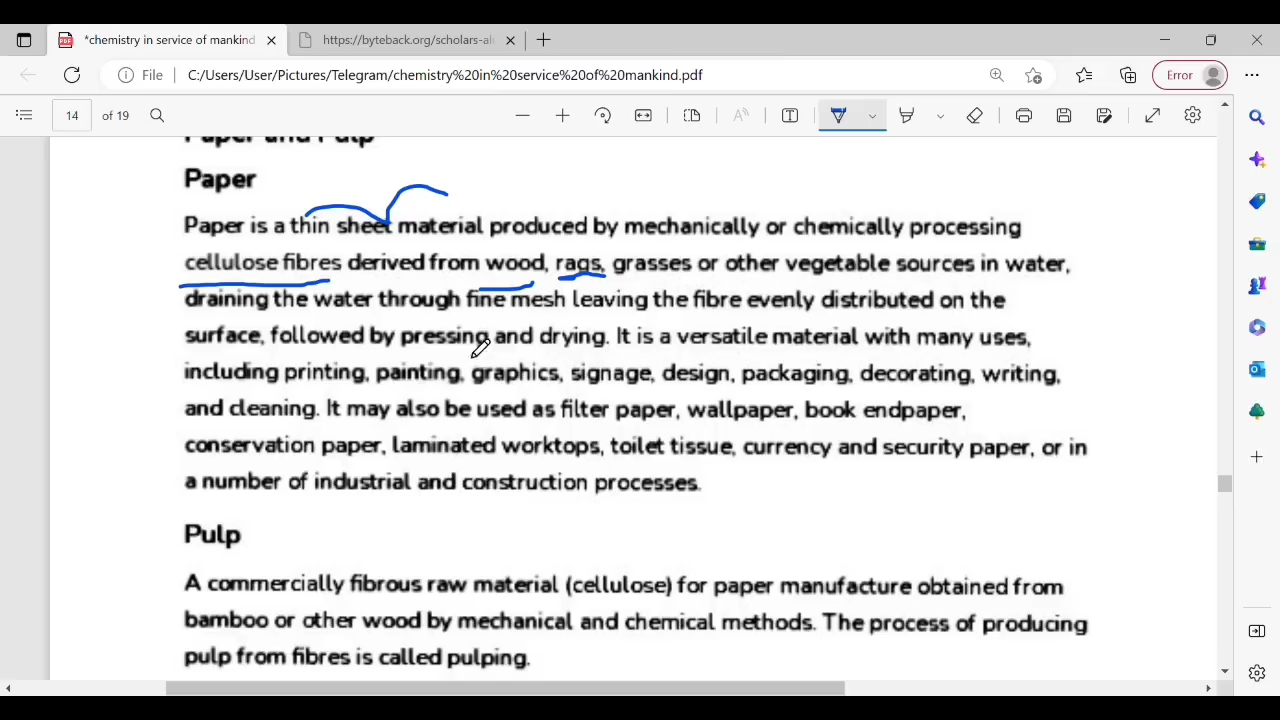 *chemistry in service of mankind
https://byteback.org/scholars-al
File C:/Users/User/Pictures/Telegram/chemistry%20in%20service%20of%20mankind.pdf Error
14 of 19
Paper and Pulp
Paper
Paper is a thin sheet material produced by mechanically or chemically processing
cellulose fibres derived from wood, rags, grasses or other vegetable sources in water,
draining the water through fine mesh leaving the fibre evenly distributed on the
surface, followed by pressing and drying. It is a versatile material with many uses,
including printing, painting, graphics, signage, design, packaging, decorating, writing,
and cleaning. It may also be used as filter paper, wallpaper, book endpaper,
conservation paper, laminated worktops, toilet tissue, currency and security paper, or in
a number of industrial and construction processes.
Pulp
A commercially fibrous raw material (cellulose) for paper manufacture obtained from
bamboo or other wood by mechanical and chemical methods. The process of producing
pulp from fibres is called pulping.